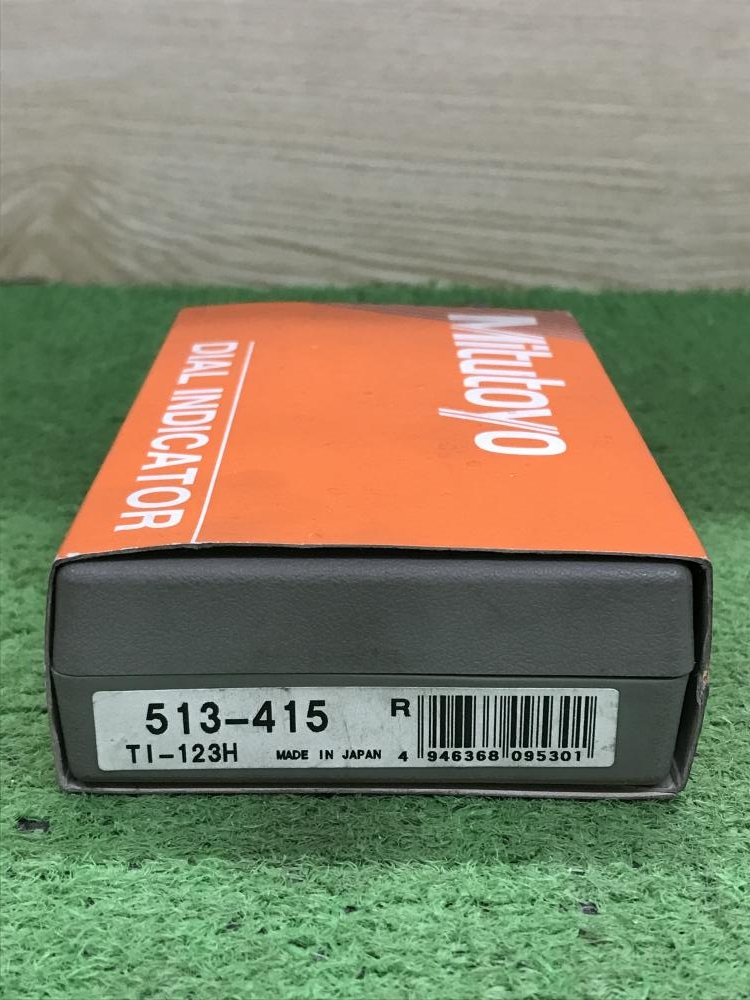 Mitutoyo
DIAL INDICATOR
513-415 R
TI-123H MADE IN JAPAN 4 946368 095301